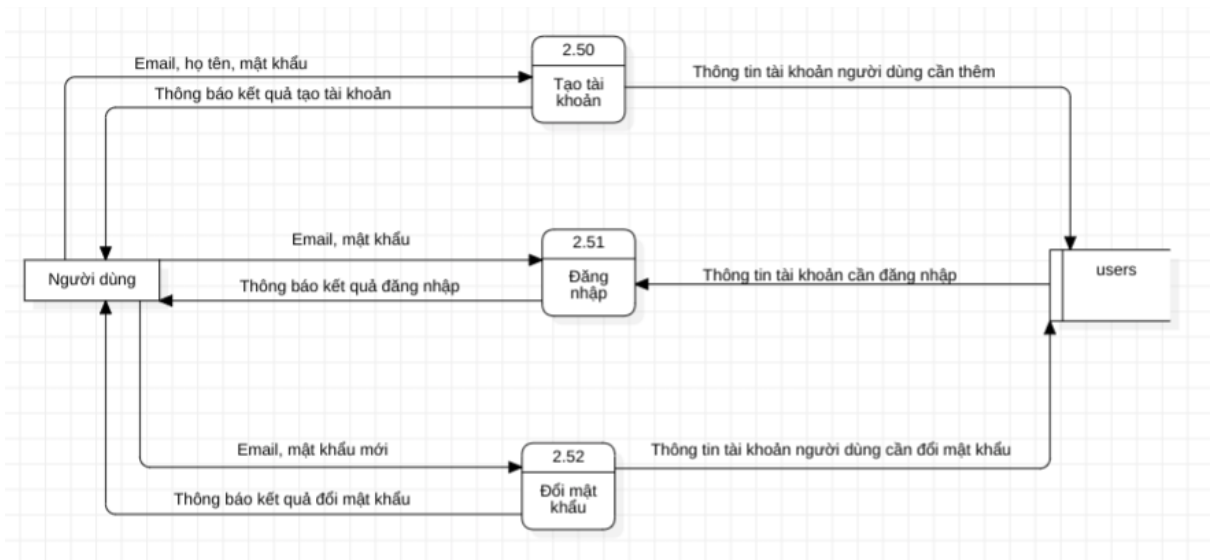 2.50
Email, họ tên, mật khẩu
Thông tin tài khoản người dùng cần thêm
Tạo tài
khoản
Thông báo kết quả tạo tài khoản
2.51
Email, mật khẩu
Người dùng
Đăng
nhập
Thông báo kết quả đăng nhập
Thông tin tài khoản cần đăng nhập
users
2.52
Email, mật khẩu mới
Thông tin tài khoản người dùng cần đổi mật khẩu
Đổi mật
khẩu
Thông báo kết quả đổi mật khẩu